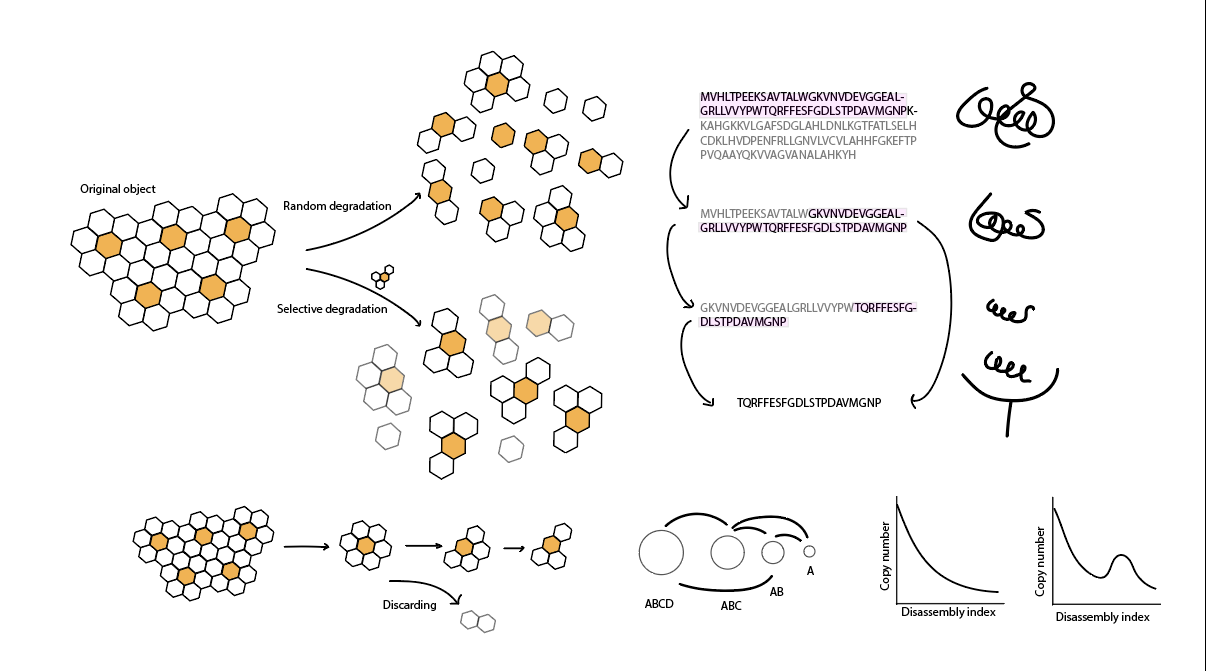 Original object
Random degradation
Selective degradation
MVHLTPEEKSAVTALWGKVNVDEVGGEAL-
GRLLVVYPWTQRFFESFGDLSTPDAVMGNPK-
KAHGKKVLGAFSDGLAHLDNLKGTFATLSELH
CDKLHVDPENFRLLGNVLVCVLAHHFGKEFTP
PVQAAYQKVVAGVANALAHKYH
MVHLTPEEKSAVTALWGKVNVDEVGGEAL-
GRLLVVYPWTQRFFESFGDLSTPDAVMGNP
GKVNVDEVGGEALGRLLVVYPWTQRFFESFG-
DLSTPDAVMGNP
TQRFFESFGDLSTPDAVMGNP
Discarding
ABCD
ABC
AB
A
Copy number
Disassembly index
Copy number
Disassembly index